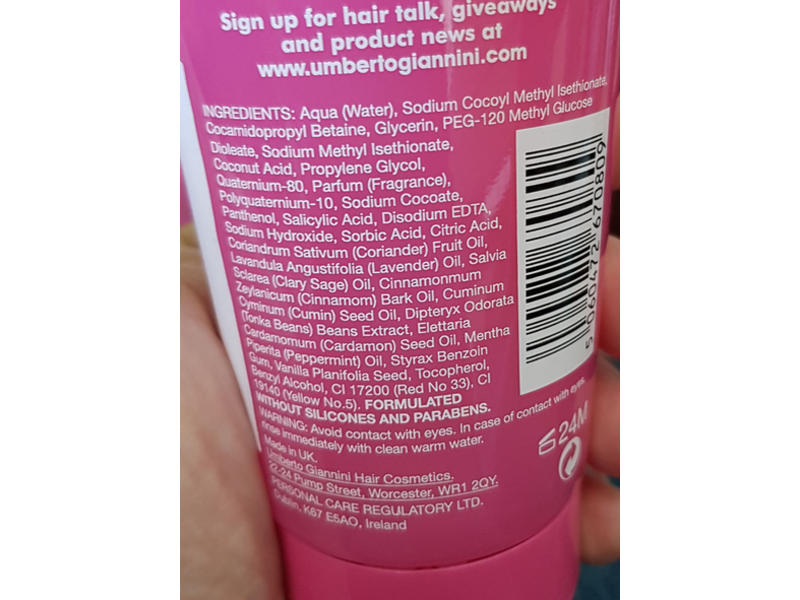 Sign up for hair talk, giveaways
and product news at
www.umbertogiannini.com
INGREDIENTS: Aqua (Water), Sodium Cocoyl Methyl Isethionate,
Cocamidopropyl Betaine, Glycerin, PEG-120 Methyl Glucose
Dioleate, Sodium Methyl Isethionate,
Coconut Acid, Propylene Glycol,
Quaternium-80, Parfum (Fragrance),
Polyquaternium-10, Sodium Cocoate,
Panthenol, Salicylic Acid, Disodium EDTA,
Sodium Hydroxide, Sorbic Acid, Citric Acid,
Coriandrum Sativum (Coriander) Fruit Oil,
Lavandula Angustifolia (Lavender) Oil, Salvia
Sclarea (Clary Sage) Oil, Cinnamonmum
Zeylanicum (Cinnamom) Bark Oil, Cuminum
Cyminum (Cumin) Seed Oil, Dipteryx Odorata
(Tonka Beans) Beans Extract, Elettaria
Cardamomum (Cardamon) Seed Oil, Mentha
Piperita (Peppermint) Oil, Styrax Benzoin
Gum, Vanilla Planifolia Seed, Tocopherol,
Benzyl Alcohol, CI 17200 (Red No 33). CI
19140 (Yellow No.5). FORMULATED
WITHOUT SILICONES AND PARABENS.
WARNING: Avoid contact with eyes. In case of contact with eyes,
rinse immediately with clean warm water.
Made in UK.
Umberto Giannini Hair Cosmetics.
22-24 Pump Street, Worcester, WR1 2QY.
PERSONAL CARE REGULATORY LTD.
Dublin, K67 E5AO, Ireland
5 060472 670809
24M